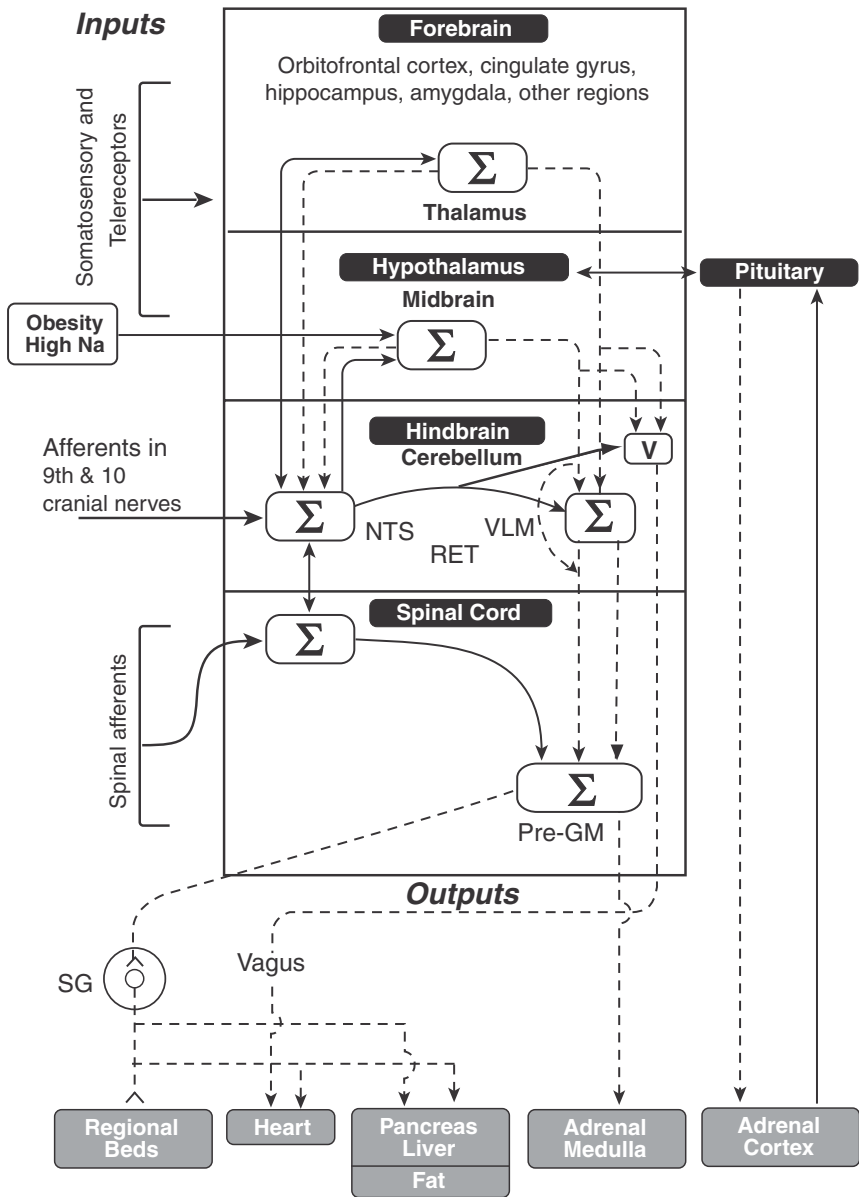 Inputs
Forebrain
Orbitofrontal cortex, cingulate gyrus,
hippocampus, amygdala, other regions
Somatosensory and
Telereceptors
Σ
Thalamus
Hypothalamus
Pituitary
Midbrain
Obesity
High Na
Σ
Hindbrain
Cerebellum
V
Afferents in
9th & 10
cranial nerves
Σ
NTS
VLM
Σ
RET
Spinal Cord
Σ
Spinal afferents
Σ
Pre-GM
Outputs
SG
Vagus
Regional
Beds
Heart
Pancreas
Liver
Fat
Adrenal
Medulla
Adrenal
Cortex